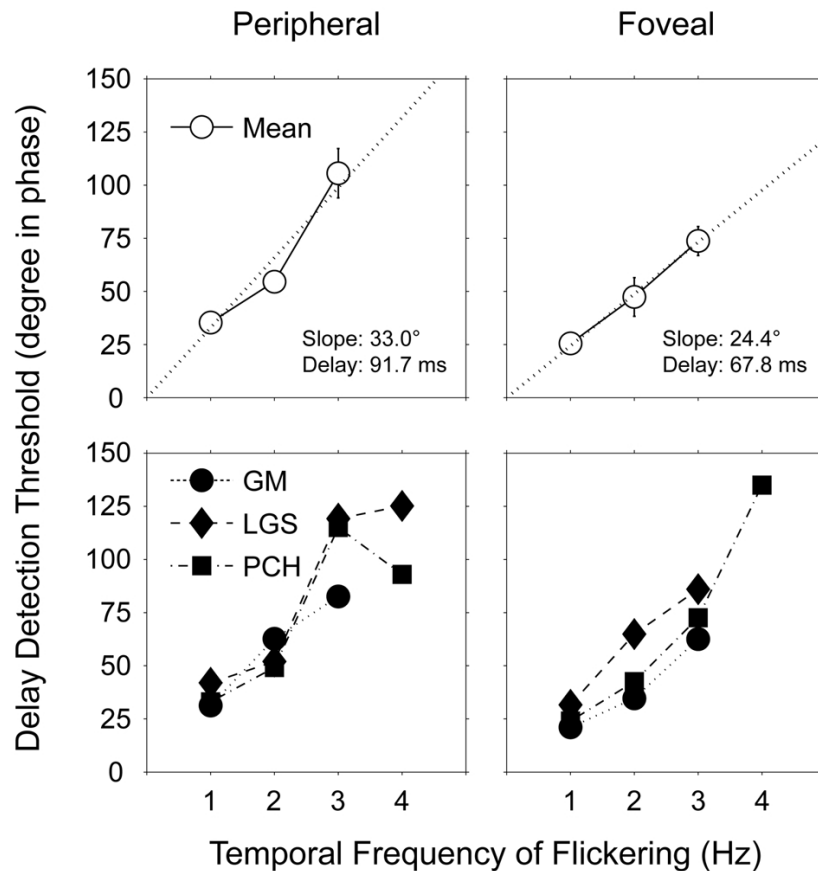 Peripheral
Foveal
Delay Detection Threshold (degree in phase)
150
125
100
75
50
25
0
Mean
Slope: 33.0°
Delay: 91.7 ms
Slope: 24.4°
Delay: 67.8 ms
150
125
100
75
50
25
0
GM
LGS
PCH
1 2 3 4
1 2 3 4
Temporal Frequency of Flickering (Hz)